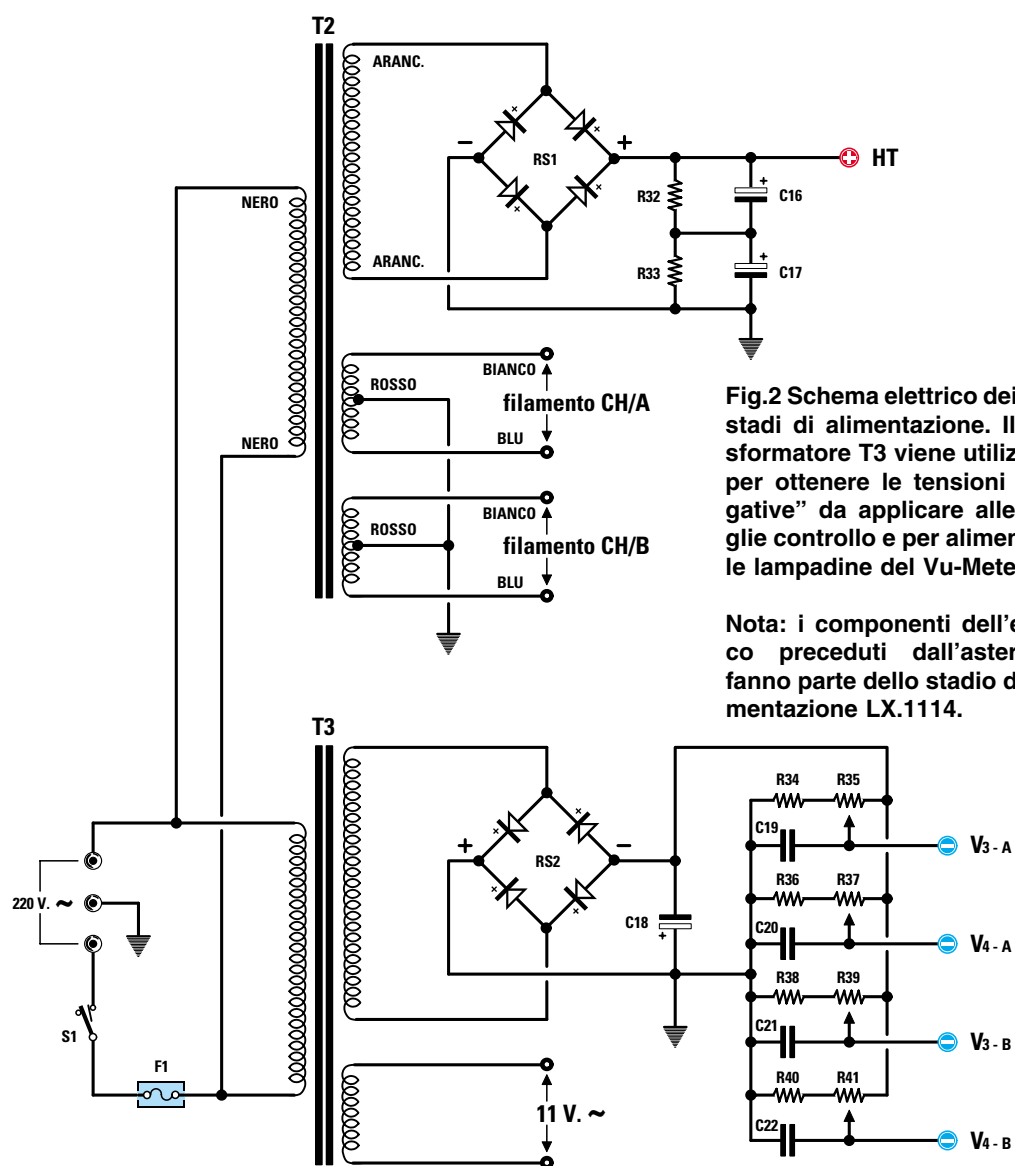 T2
ARANC.
ARANC.
NERO
NERO
RS1
−
+
R32
R33
+
C16
+
C17
HT
ROSSO
BIANCO
filamento CH/A
BLU
ROSSO
BIANCO
filamento CH/B
BLU
Fig.2 Schema elettrico dei
stadi di alimentazione. Il
sformatore T3 viene utiliz
per ottenere le tensioni
gative” da applicare alle
glie controllo e per alimen
le lampadine del Vu-Mete
Nota: i componenti dell’e
co preceduti dall’aster
fanno parte dello stadio d
mentazione LX.1114.
T3
220 V. ~
S1
F1
+
RS2
−
C18
+
11 V. ~
R34 R35
C19
V3 - A
R36 R37
C20
V4 - A
R38 R39
C21
V3 - B
R40 R41
C22
V4 - B